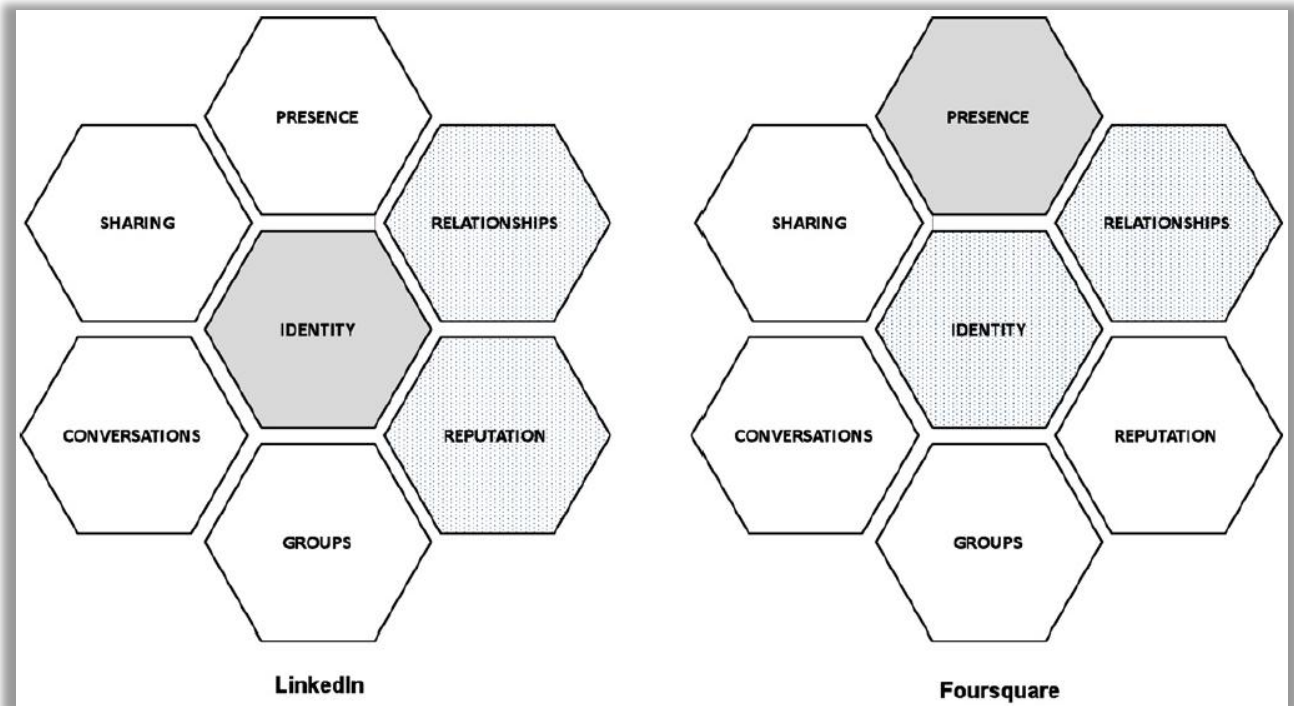 PRESENCE
SHARING
RELATIONSHIPS
IDENTITY
CONVERSATIONS
REPUTATION
GROUPS
LinkedIn
PRESENCE
SHARING
RELATIONSHIPS
IDENTITY
CONVERSATIONS
REPUTATION
GROUPS
Foursquare